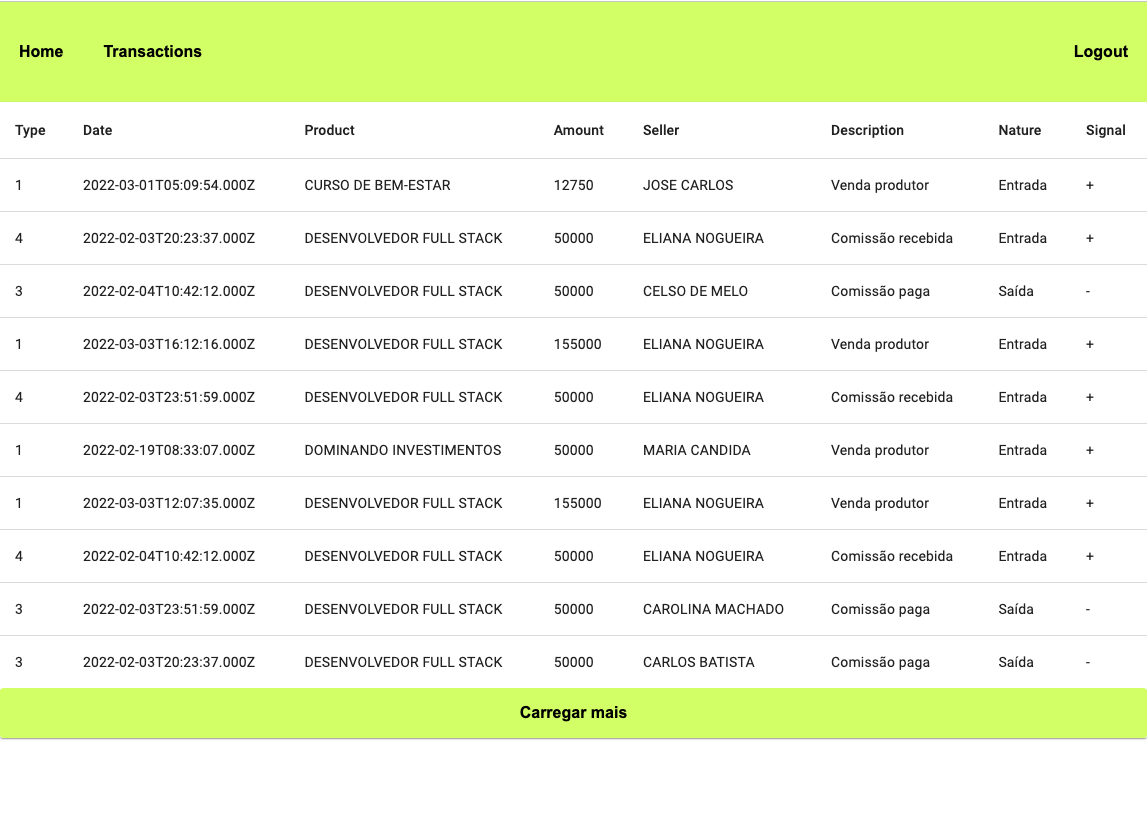 Home Transactions Logout
Type Date Product Amount Seller Description Nature Signal
1 2022-03-01T05:09:54.000Z CURSO DE BEM-ESTAR 12750 JOSE CARLOS Venda produtor Entrada +
4 2022-02-03T20:23:37.000Z DESENVOLVEDOR FULL STACK 50000 ELIANA NOGUEIRA Comissão recebida Entrada +
3 2022-02-04T10:42:12.000Z DESENVOLVEDOR FULL STACK 50000 CELSO DE MELO Comissão paga Saída -
1 2022-03-03T16:12:16.000Z DESENVOLVEDOR FULL STACK 155000 ELIANA NOGUEIRA Venda produtor Entrada +
4 2022-02-03T23:51:59.000Z DESENVOLVEDOR FULL STACK 50000 ELIANA NOGUEIRA Comissão recebida Entrada +
1 2022-02-19T08:33:07.000Z DOMINANDO INVESTIMENTOS 50000 MARIA CANDIDA Venda produtor Entrada +
1 2022-03-03T12:07:35.000Z DESENVOLVEDOR FULL STACK 155000 ELIANA NOGUEIRA Venda produtor Entrada +
4 2022-02-04T10:42:12.000Z DESENVOLVEDOR FULL STACK 50000 ELIANA NOGUEIRA Comissão recebida Entrada +
3 2022-02-03T23:51:59.000Z DESENVOLVEDOR FULL STACK 50000 CAROLINA MACHADO Comissão paga Saída -
3 2022-02-03T20:23:37.000Z DESENVOLVEDOR FULL STACK 50000 CARLOS BATISTA Comissão paga Saída -
Carregar mais